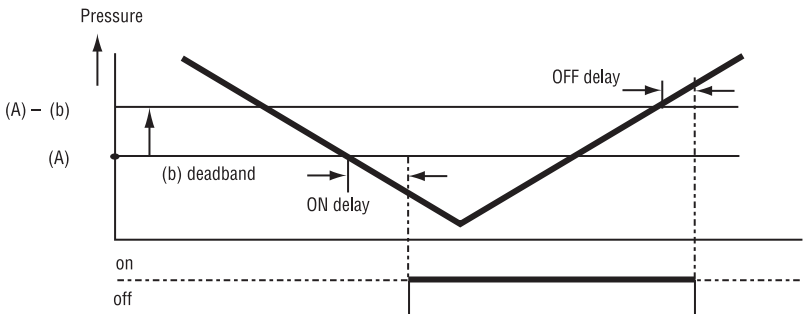 Pressure
OFF delay
(A) – (b)
(A)
(b) deadband
ON delay
on
off